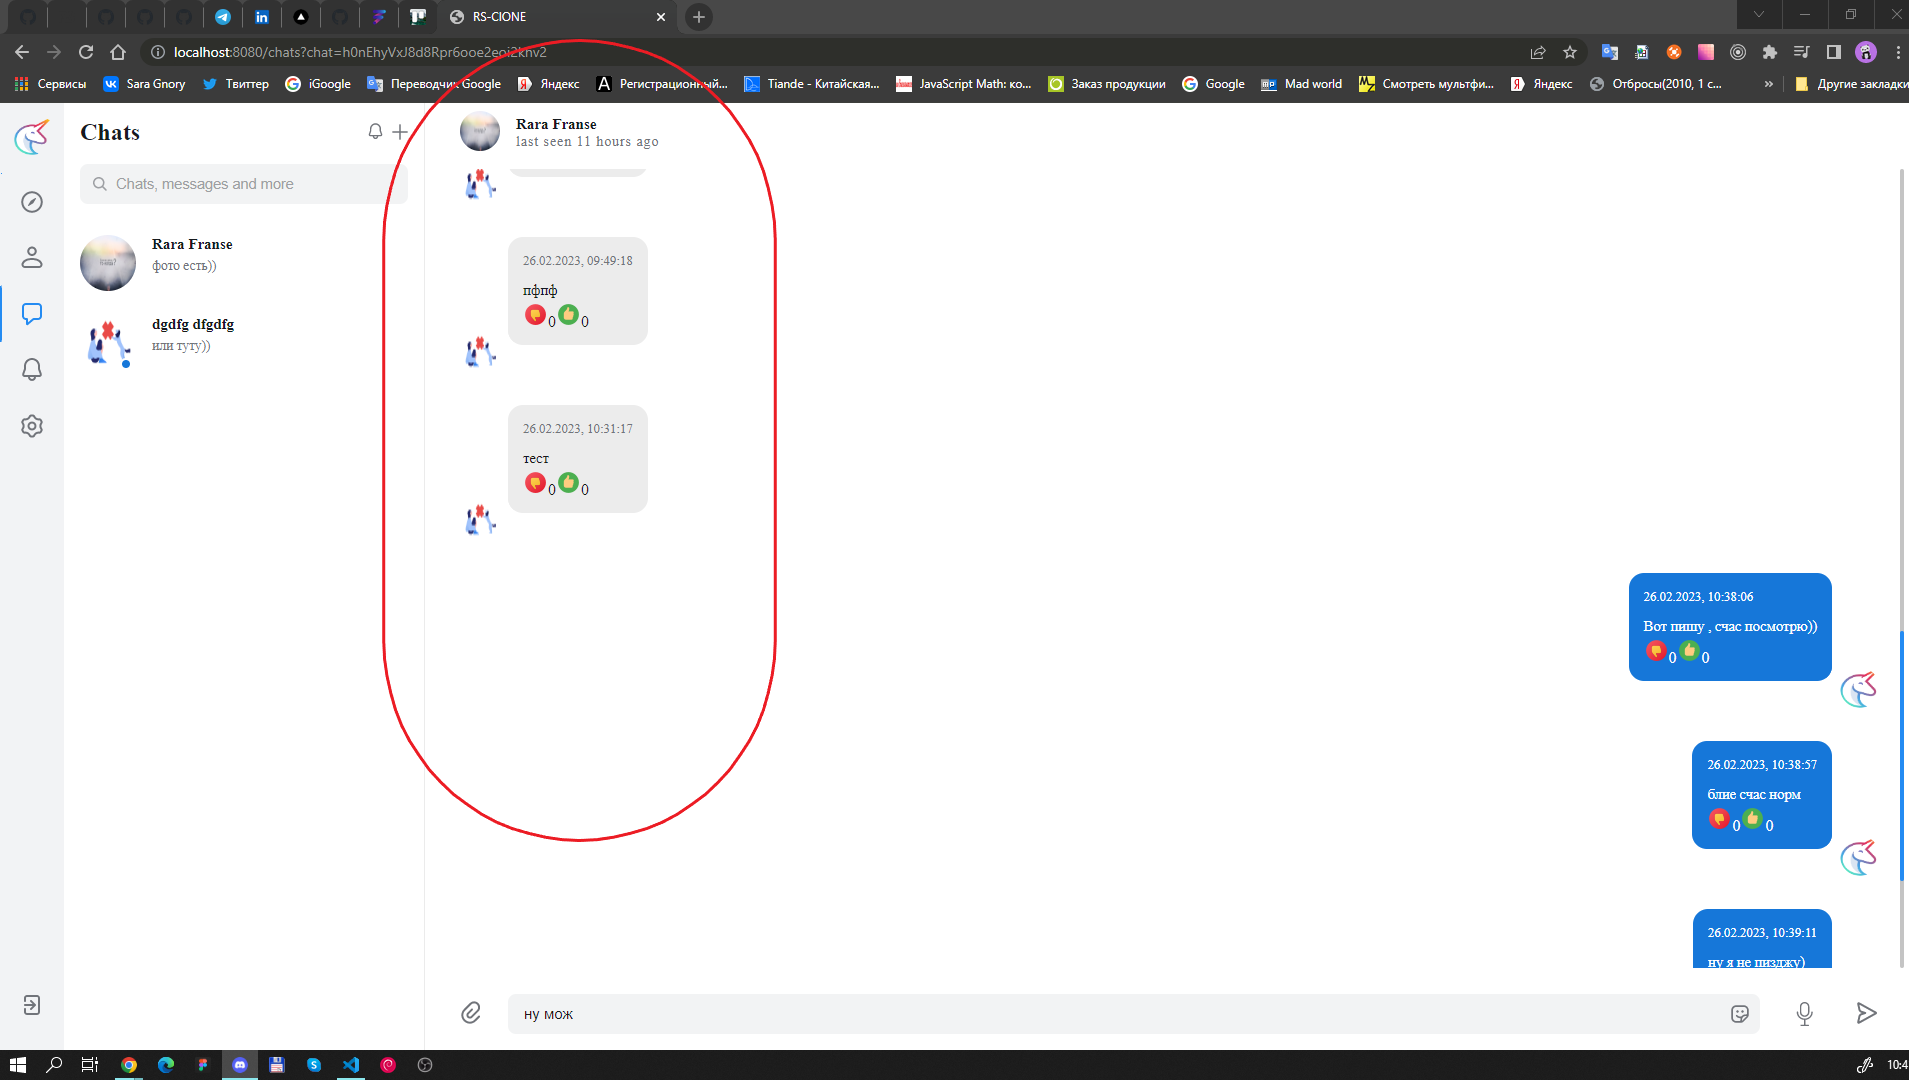 RS-CIONE
localhost:8080/chats?chat=h0nEhyVxJ8d8Rpr6ooe2eoi2khv2
Сервисы
Sara Gnory
Твиттер
iGoogle
Переводчик Google
Яндекс
Регистрационный...
Tiande - Китайская...
JavaScript Math: ко...
Заказ продукции
Google
Mad world
Смотреть мультфи...
Яндекс
Отбросы(2010, 1 с...
»
Другие закладки
Chats
Chats, messages and more
Rara Franse
фото есть))
dgdfg dfgdfg
или туту))
Rara Franse
last seen 11 hours ago
26.02.2023, 09:49:18
пфпф
0 0
26.02.2023, 10:31:17
тест
0 0
26.02.2023, 10:38:06
Вот пишу , счас посмотрю))
0 0
26.02.2023, 10:38:57
блие счас норм
0 0
26.02.2023, 10:39:11
ну я не пизджу)
ну мож
10:4